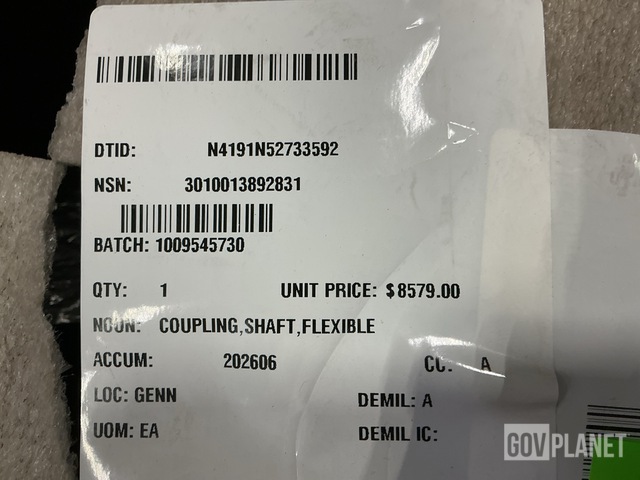 DTID: N4191N52733592
NSN: 3010013892831
BATCH: 1009545730
QTY: 1 UNIT PRICE: $8579.00
NOUN: COUPLING,SHAFT,FLEXIBLE
ACCUM: 202606 CC: A
LOC: GENN DEMIL: A
UOM: EA DEMIL IC:
GOVPLANET